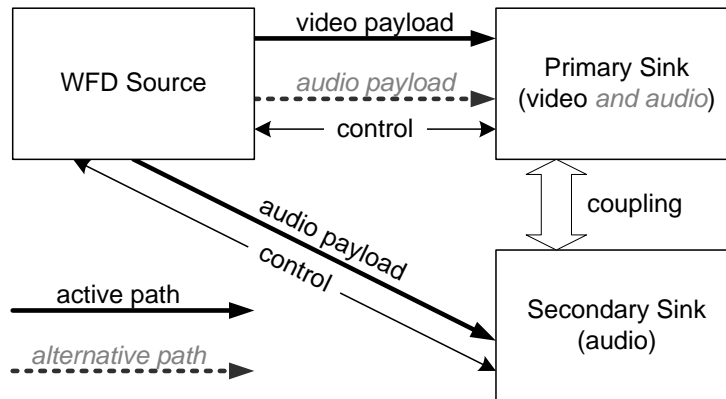 video payload
WFD Source
audio payload
control
Primary Sink
(video and audio)
coupling
audio payload
control
active path
alternative path
Secondary Sink
(audio)